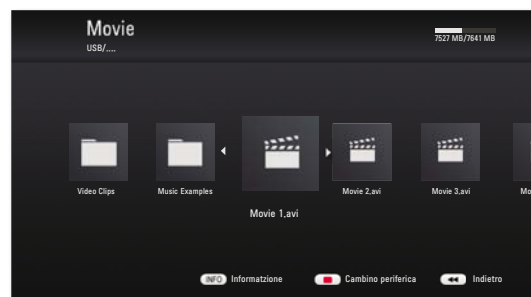 Movie
USB/....
7527 MB/7641 MB
Video Clips
Music Examples
Movie 1.avi
Movie 2.avi
Movie 3.avi
Mo
INFO Informatzione
Cambino periferica
Indietro